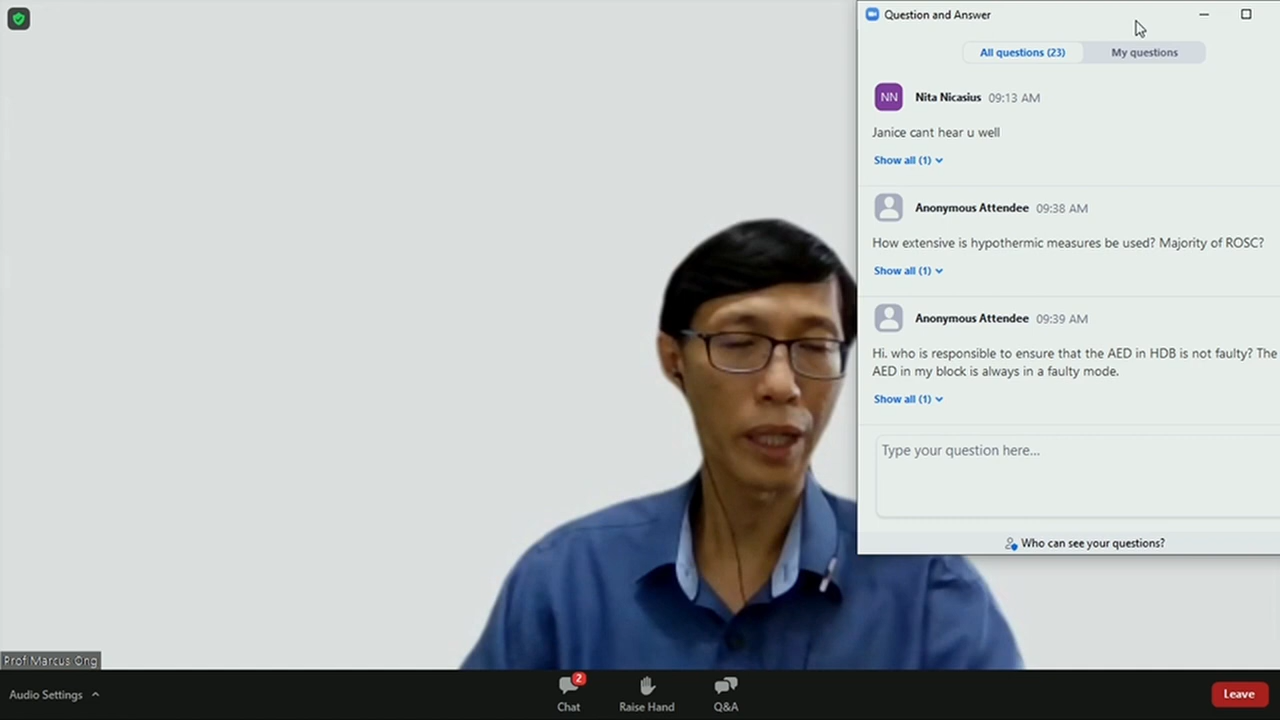 Question and Answer
All questions (23)
My questions
NN
Nita Nicasius 09:13 AM
Janice cant hear u well
Show all (1)
Anonymous Attendee 09:38 AM
How extensive is hypothermic measures be used? Majority of ROSC?
Show all (1)
Anonymous Attendee 09:39 AM
Hi. who is responsible to ensure that the AED in HDB is not faulty? The
AED in my block is always in a faulty mode.
Show all (1)
Type your question here...
Who can see your questions?
Prof Marcus Ong
Audio Settings
2
Chat
Raise Hand
Q&A
Leave